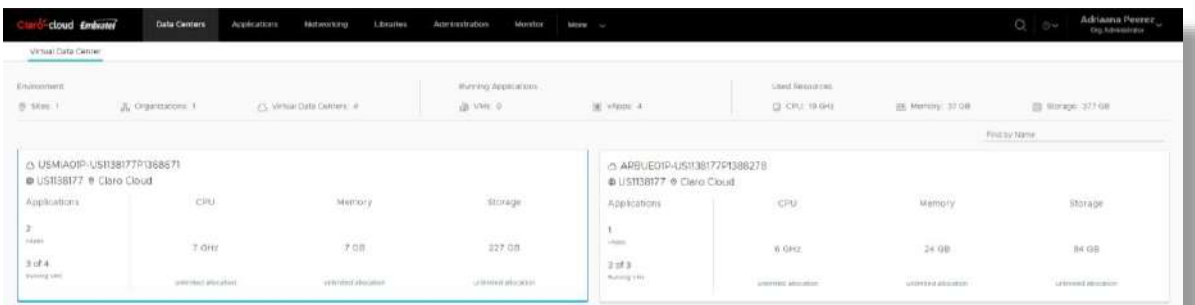 Claro-cloud Embratel Data Centers Applications Networking Libraries Administration Monitor More Adriaana Peerez
Org Administrator
Virtual Data Center
Environment Running Applications Used Resources
Sites: 1 Organizations: 1 Virtual Data Centers: 4 VMs: 0 vApps: 4 CPU: 19 GHz Memory: 37 GB Storage: 377 GB
Find by Name
USMIA01P-US1138177P1368671 ARBUE01P-US1138177P1388278
US1138177 Claro Cloud US1138177 Claro Cloud
Applications CPU Memory Storage Applications CPU Memory Storage
2 1
vApps vApps
7 GHz 7 GB 227 GB 6 GHz 24 GB 84 GB
3 of 4 3 of 3
Running VMs unlimited allocation unlimited allocation unlimited allocation Running VMs unlimited allocation unlimited allocation unlimited allocation